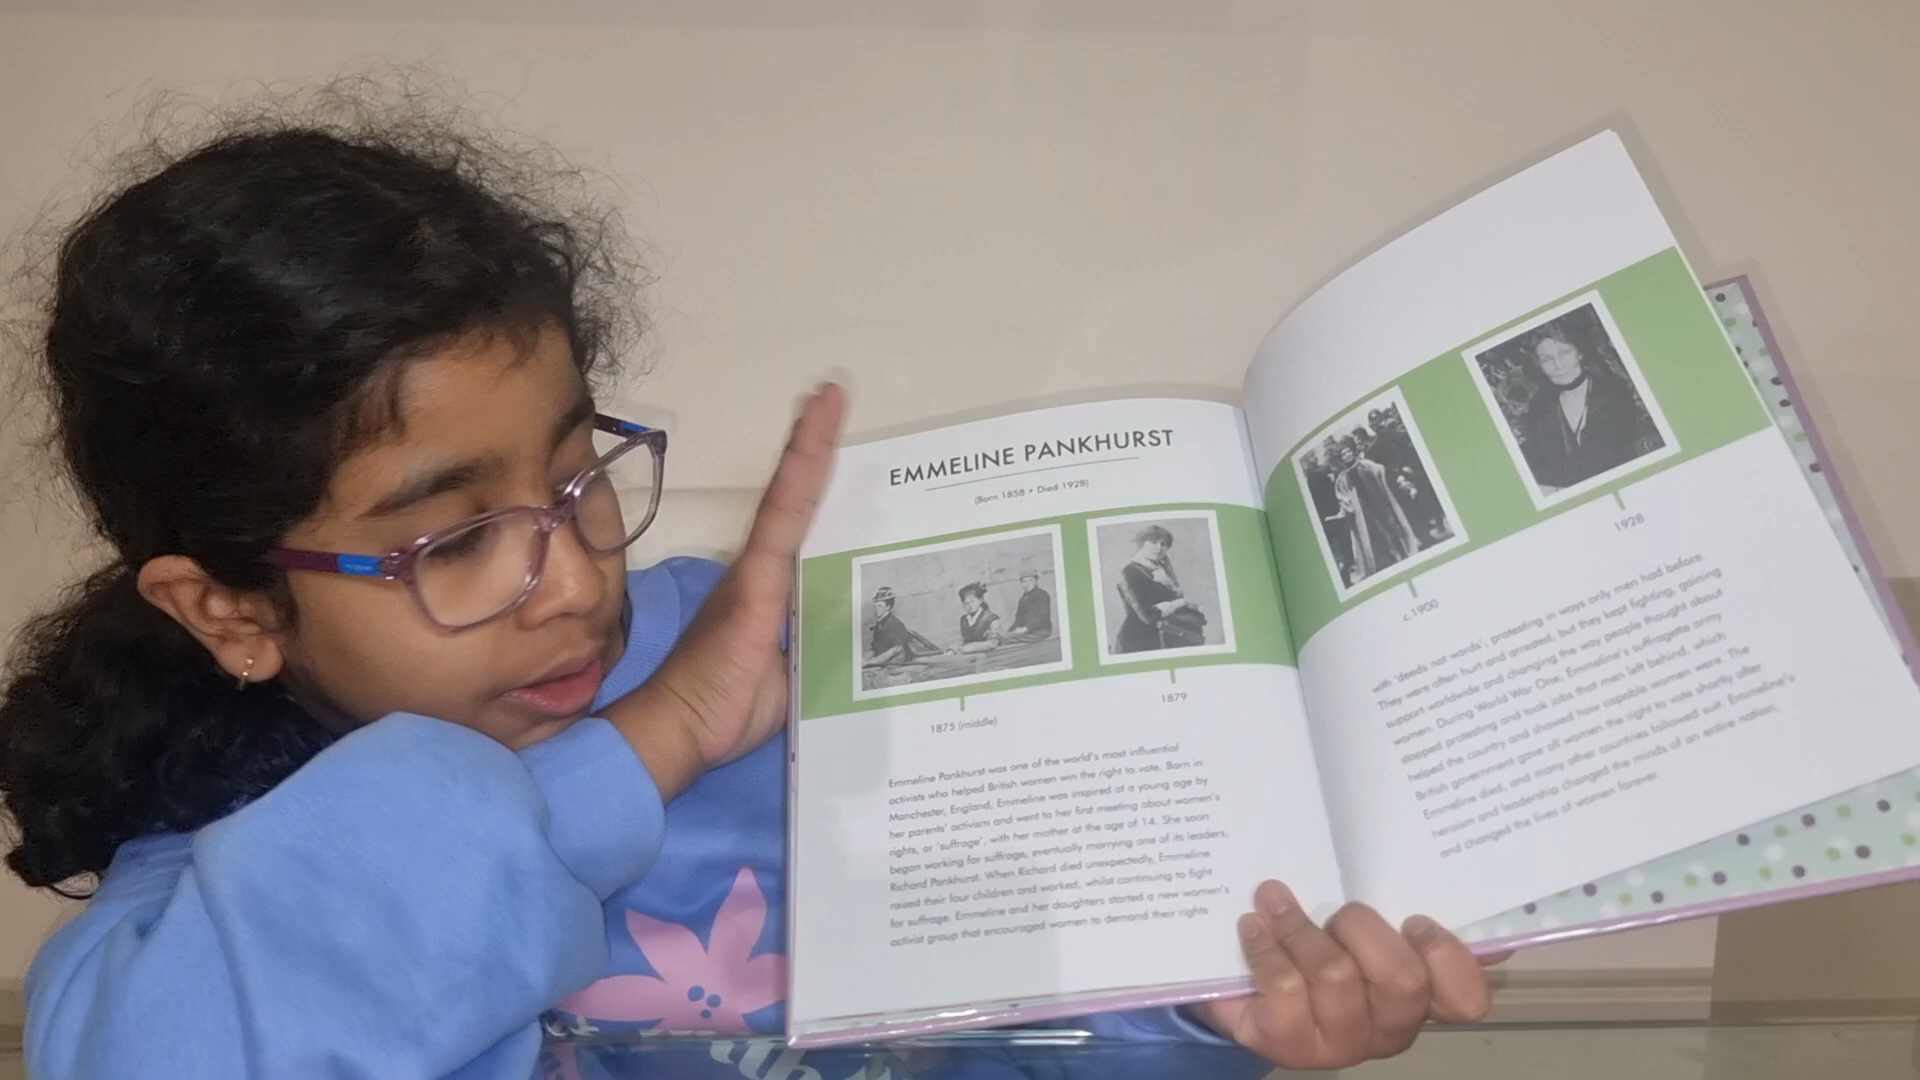 EMMELINE PANKHURST
(Born 1858 • Died 1928)
1875 (middle)
1879
Emmeline Pankhurst was one of the world's most influential
activists who helped British women win the right to vote. Born in
Manchester, England, Emmeline was inspired at a young age by
her parents' activism and went to her first meeting about women's
rights, or 'suffrage', with her mother at the age of 14. She soon
began working for suffrage, eventually marrying one of its leaders,
Richard Pankhurst. When Richard died unexpectedly, Emmeline
raised their four children and worked, whilst continuing to fight
for suffrage. Emmeline and her daughters started a new women's
activist group that encouraged women to demand their rights
c.1900
1928
with 'deeds not words', protesting in ways only men had before.
They were often hurt and arrested, but they kept fighting, gaining
support worldwide and changing the way people thought about
women. During World War One, Emmeline's suffragette army
stopped protesting and took jobs that men left behind, which
helped the country and showed how capable women were. The
British government gave all women the right to vote shortly after
Emmeline died, and many other countries followed suit. Emmeline's
heroism and leadership changed the minds of an entire nation,
and changed the lives of women forever.